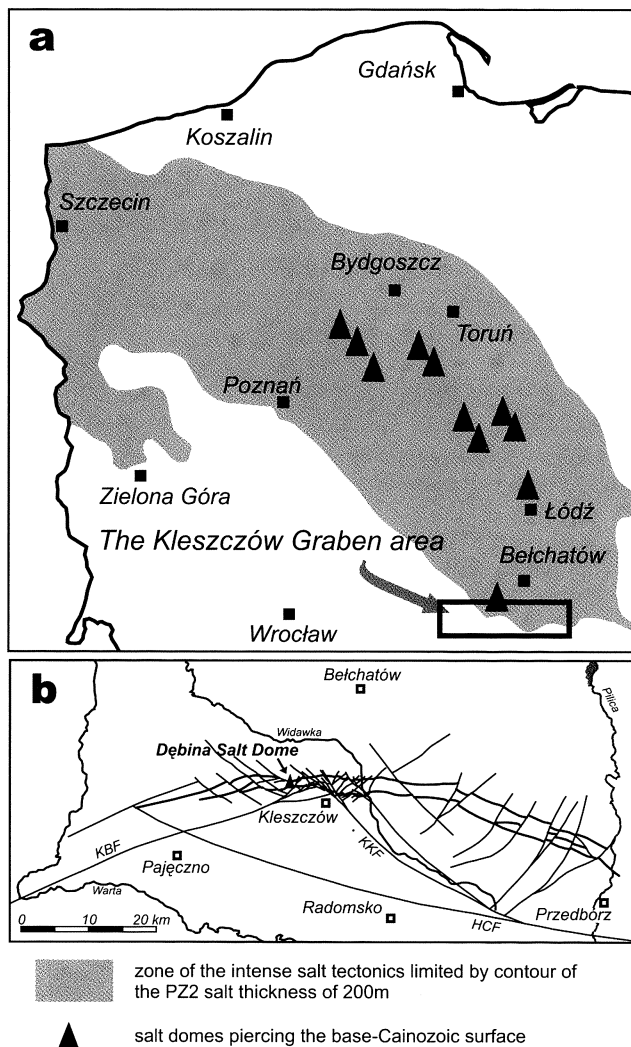 a
Gdańsk
Koszalin
Szczecin
Bydgoszcz
Toruń
Poznań
Zielona Góra
Łódź
The Kleszczów Graben area
Bełchatów
Wrocław
b
Bełchatów
Pilica
Widawka
Dębina Salt Dome
Kleszczów
KBF
KKF
Pajęczno
Warta
Radomsko
Przedbórz
HCF
0 10 20 km
zone of the intense salt tectonics limited by contour of
the PZ2 salt thickness of 200m
salt domes piercing the base-Cainozoic surface